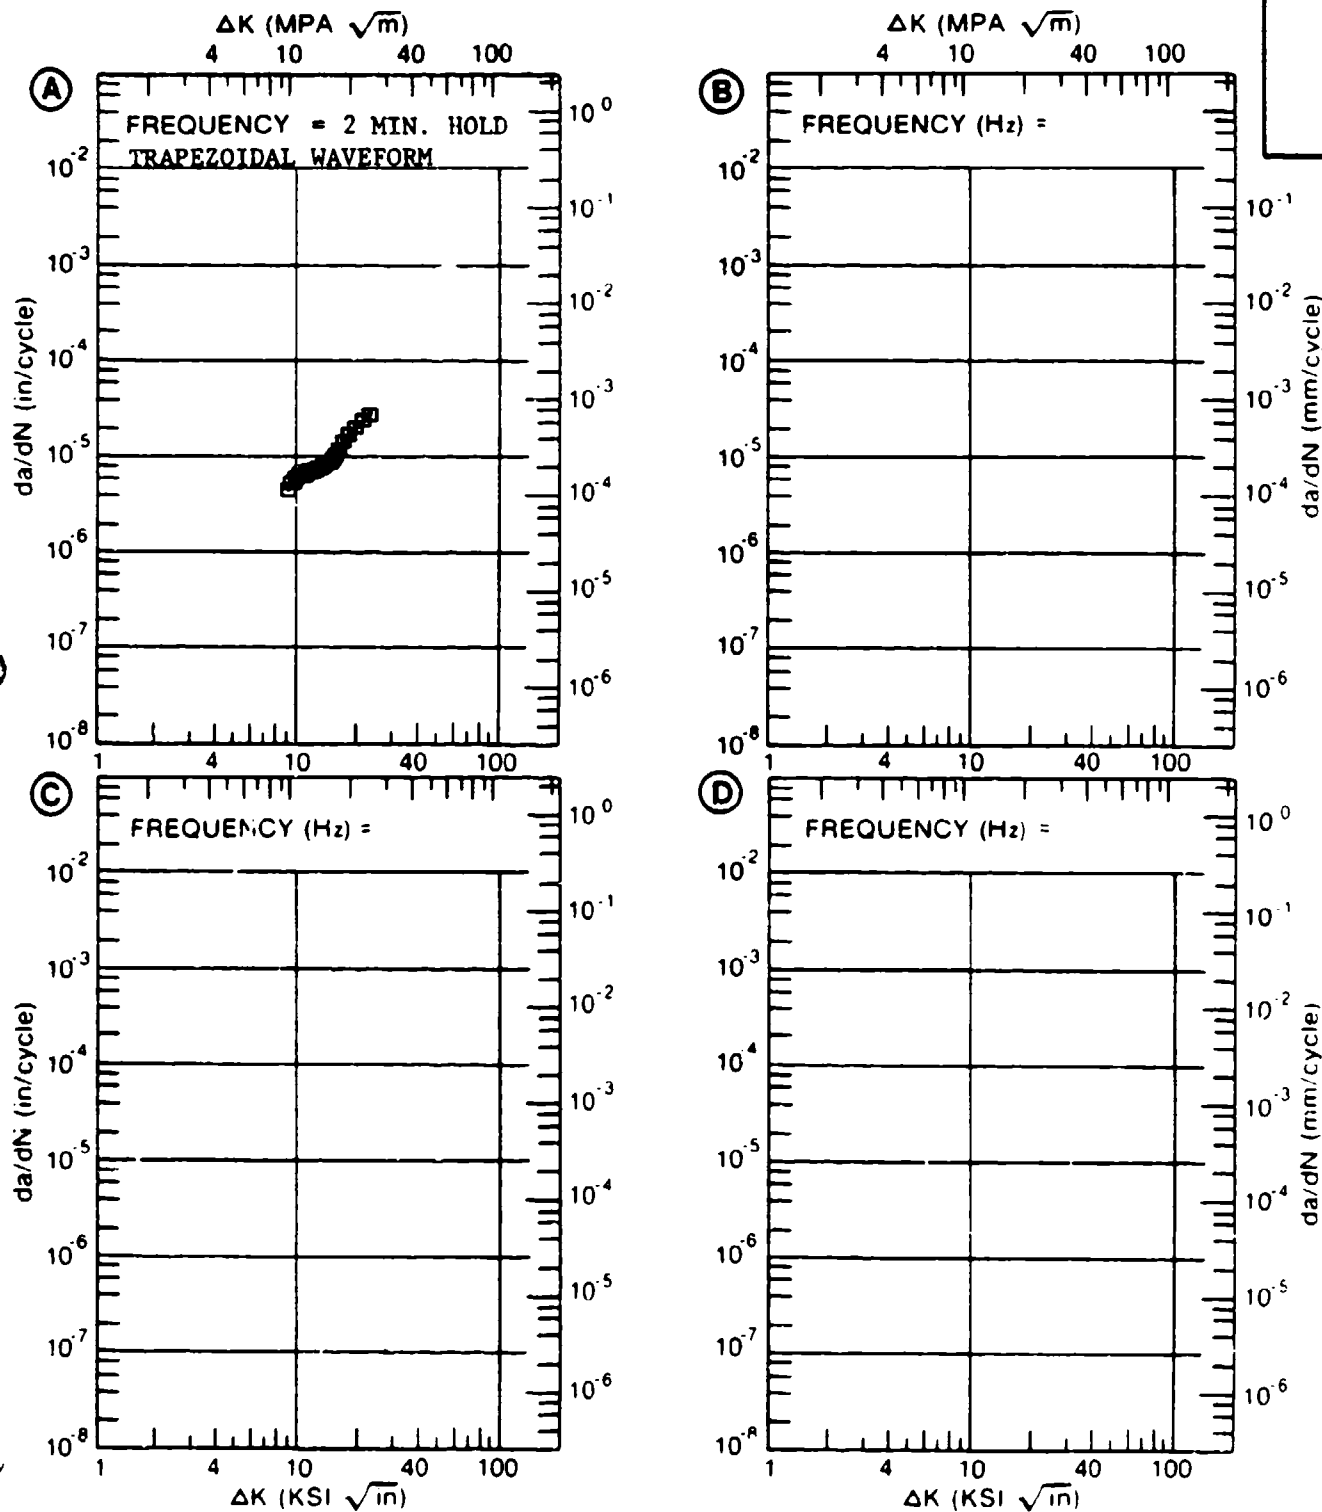 ΔK (MPA √m)
4 10 40 100
A
FREQUENCY = 2 MIN. HOLD
TRAPEZOIDAL WAVEFORM
10^-2
10^-3
10^-4
10^-5
10^-6
10^-7
10^-8
da/dN (in/cycle)
10^0
10^-1
10^-2
10^-3
10^-4
10^-5
10^-6
1 4 10 40 100
ΔK (MPA √m)
4 10 40 100
B
FREQUENCY (Hz) =
10^-2
10^-3
10^-4
10^-5
10^-6
10^-7
10^-8
10^-1
10^-2
10^-3
10^-4
10^-5
10^-6
da/dN (mm/cycle)
1 4 10 40 100
C
FREQUENCY (Hz) =
10^-2
10^-3
10^-4
10^-5
10^-6
10^-7
10^-8
da/dN (in/cycle)
10^0
10^-1
10^-2
10^-3
10^-4
10^-5
10^-6
1 4 10 40 100
ΔK (KSI √in)
D
FREQUENCY (Hz) =
10^-2
10^-3
10^-4
10^-5
10^-6
10^-7
10^-8
10^0
10^-1
10^-2
10^-3
10^-4
10^-5
10^-6
da/dN (mm/cycle)
1 4 10 40 100
ΔK (KSI √in)